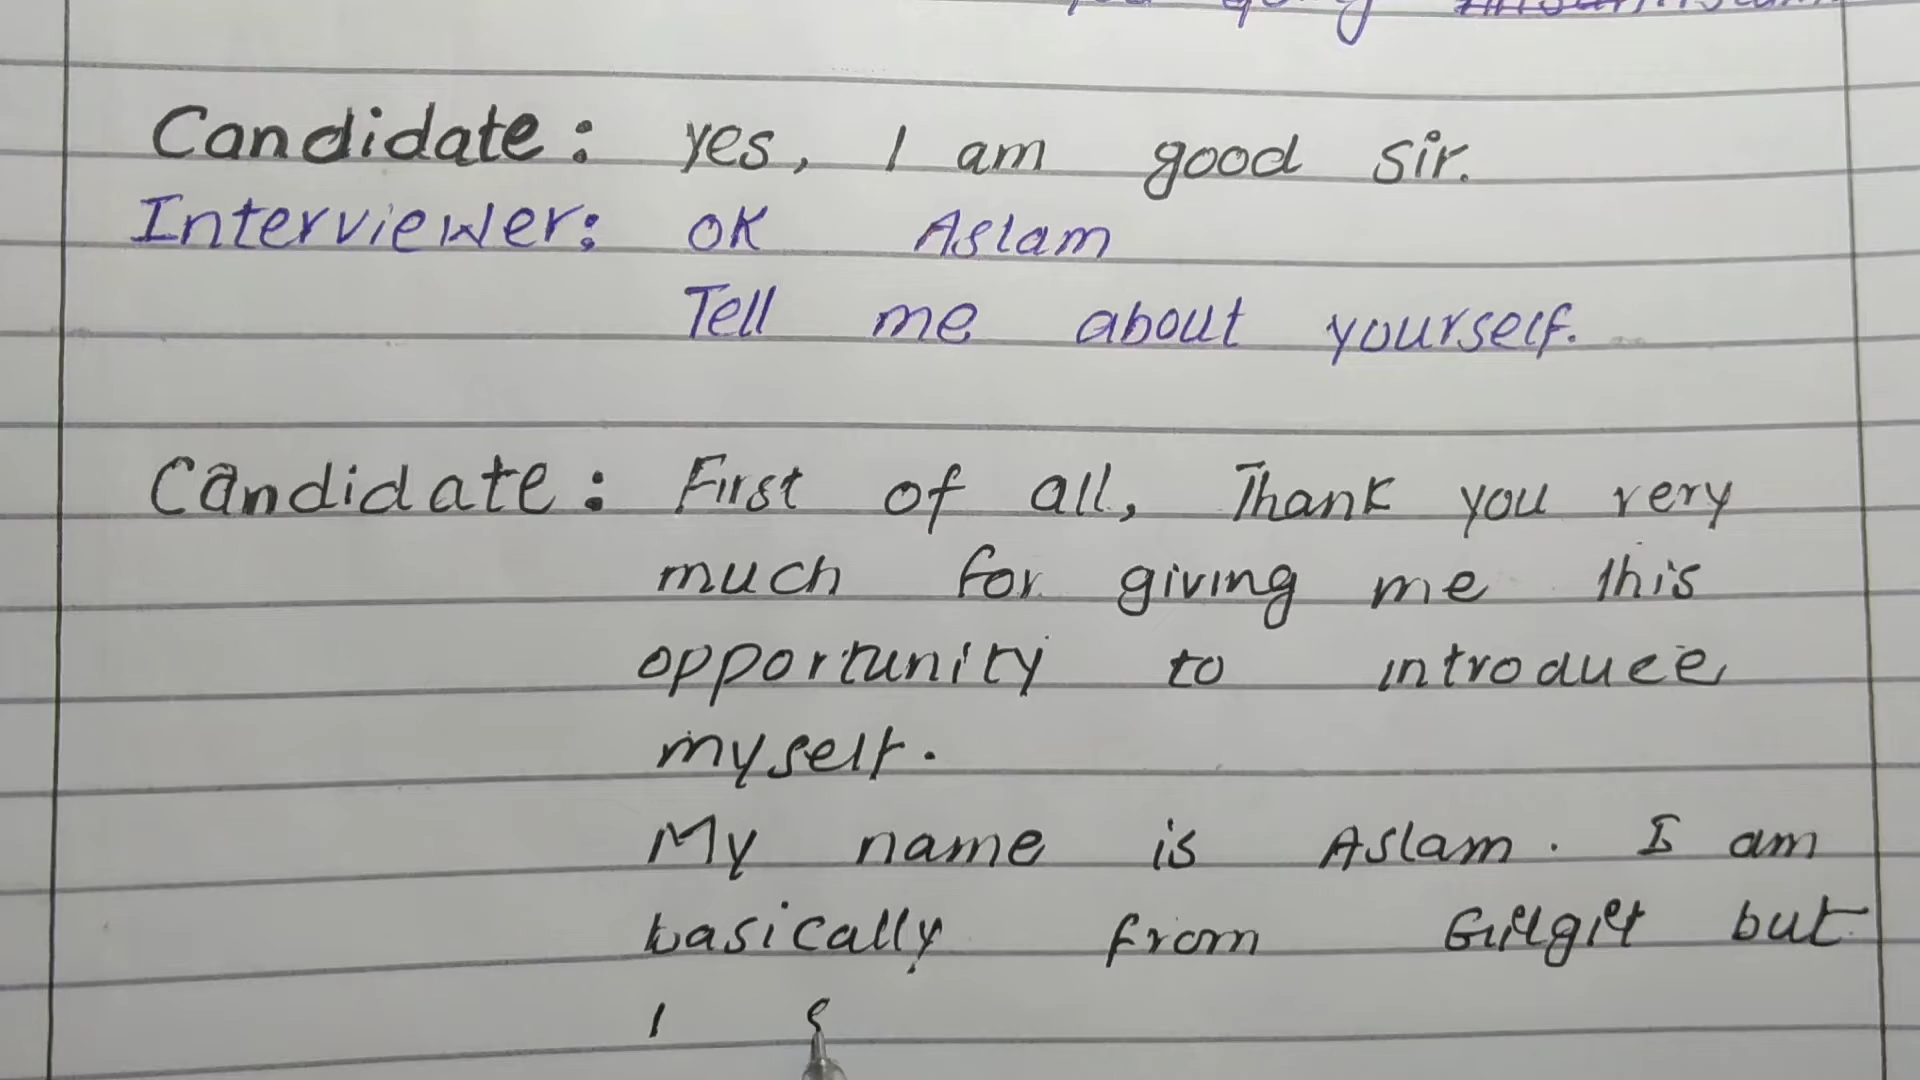 Candidate: yes, I am good sir.
Interviewer: OK Aslam
Tell me about yourself.
Candidate: First of all, Thank you very
much for giving me this
opportunity to introduce
myself.
My name is Aslam. I am
basically from Gilgit but
I